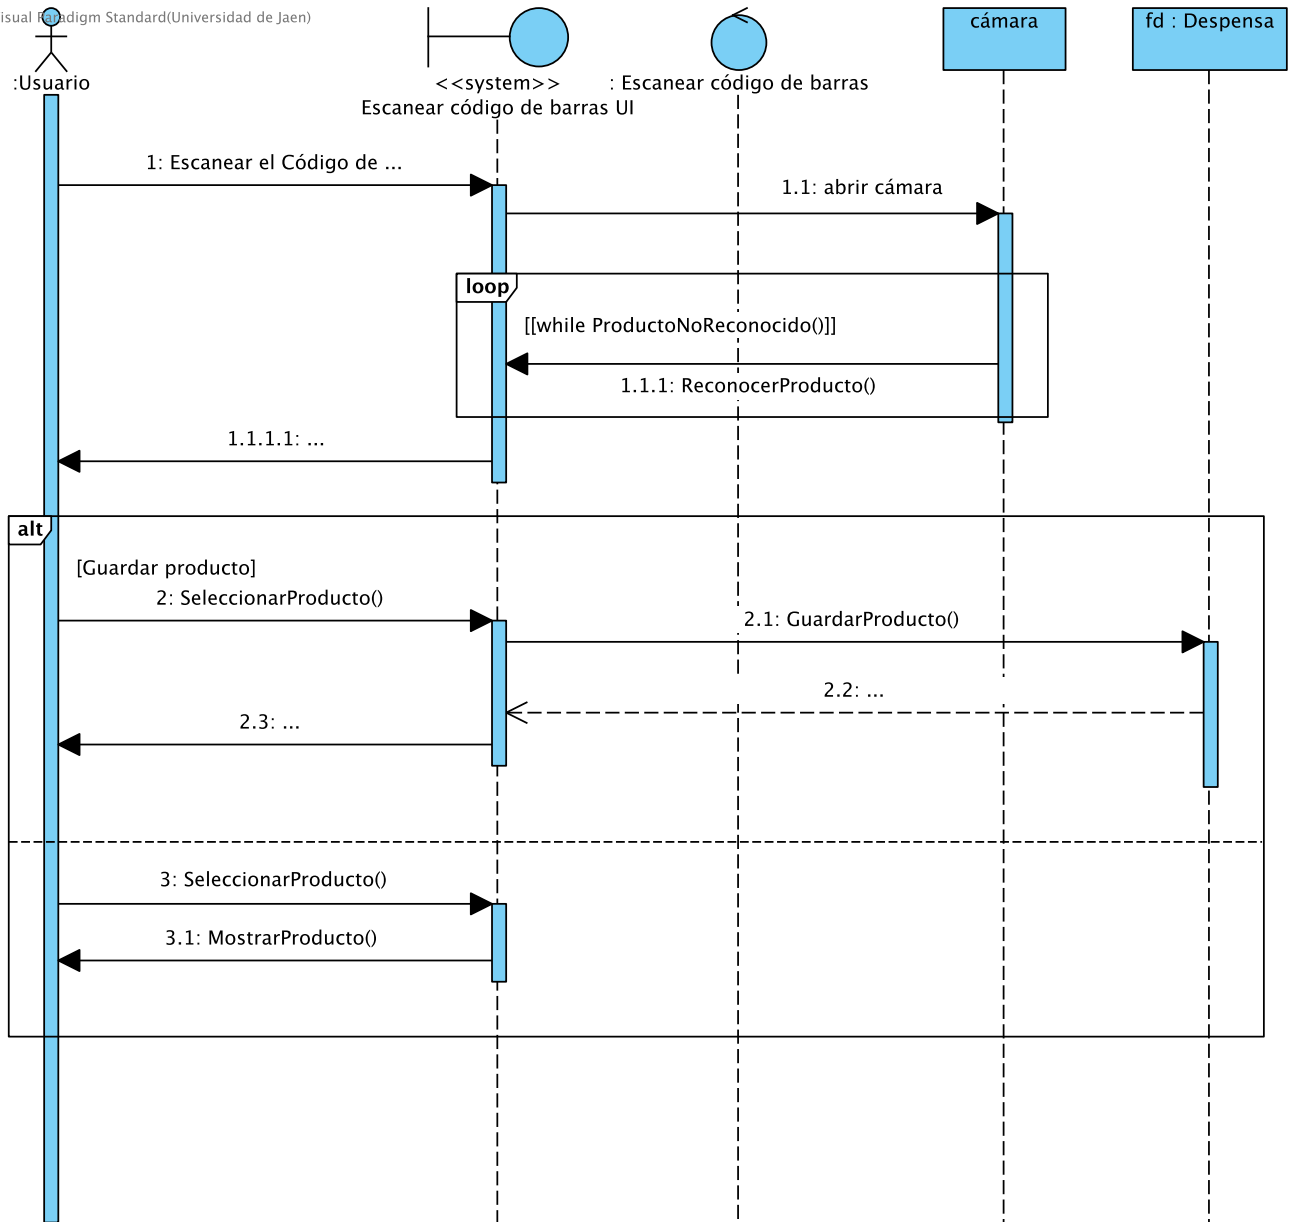 isual Paradigm Standard(Universidad de Jaen)
:Usuario
<<system>>
Escanear código de barras UI
: Escanear código de barras
cámara
fd : Despensa
1: Escanear el Código de ...
1.1: abrir cámara
loop
[[while ProductoNoReconocido()]]
1.1.1: ReconocerProducto()
1.1.1.1: ...
alt
[Guardar producto]
2: SeleccionarProducto()
2.1: GuardarProducto()
2.2: ...
2.3: ...
3: SeleccionarProducto()
3.1: MostrarProducto()